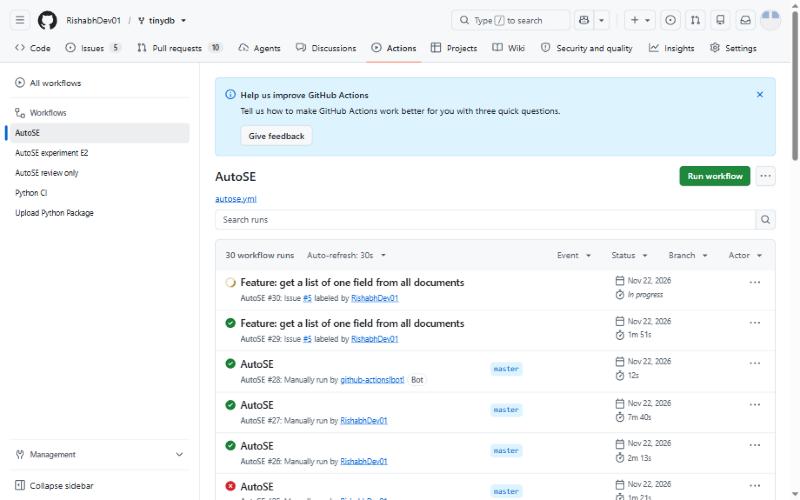 RishabhDev01 / tinydb
Type / to search
Code Issues 5 Pull requests 10 Agents Discussions Actions Projects Wiki Security and quality Insights Settings
All workflows
Workflows
AutoSE
AutoSE experiment E2
AutoSE review only
Python CI
Upload Python Package
Management
Collapse sidebar
Help us improve GitHub Actions
Tell us how to make GitHub Actions work better for you with three quick questions.
Give feedback
AutoSE
Run workflow
autose.yml
Search runs
30 workflow runs Auto-refresh: 30s Event Status Branch Actor
Feature: get a list of one field from all documents Nov 22, 2026
AutoSE #30: Issue #5 labeled by RishabhDev01 In progress
Feature: get a list of one field from all documents Nov 22, 2026
AutoSE #29: Issue #5 labeled by RishabhDev01 1m 51s
AutoSE master Nov 22, 2026
AutoSE #28: Manually run by github-actions[bot] Bot 12s
AutoSE master Nov 22, 2026
AutoSE #27: Manually run by RishabhDev01 7m 40s
AutoSE master Nov 22, 2026
AutoSE #26: Manually run by RishabhDev01 2m 13s
AutoSE master Nov 22, 2026
1m 21s